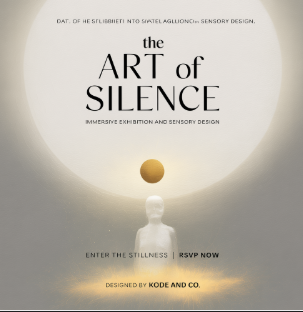 SENSORY DESIGN.
the
ART of
SILENCE
IMMERSIVE EXHIBITION AND SENSORY DESIGN
ENTER THE STILLNESS | RSVP NOW
DESIGNED BY KODE AND CO.